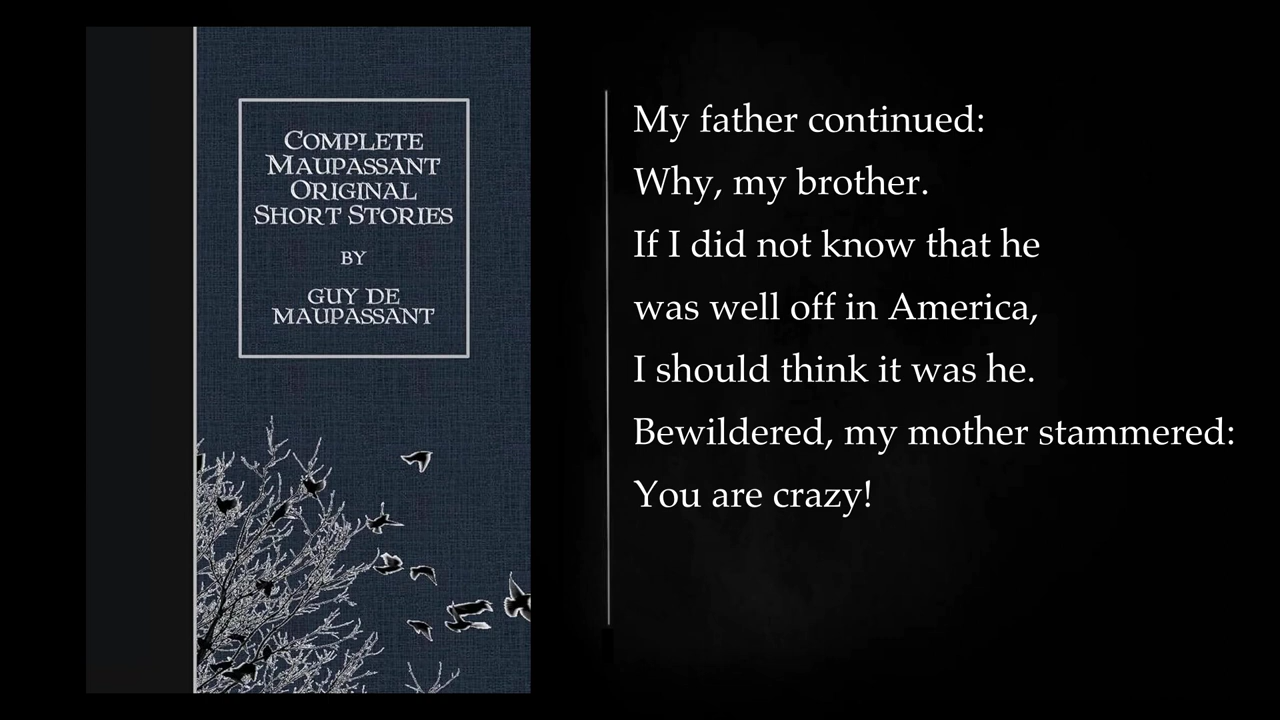 COMPLETE
MAUPASSANT
ORIGINAL
SHORT STORIES
BY
GUY DE
MAUPASSANT
My father continued:
Why, my brother.
If I did not know that he
was well off in America,
I should think it was he.
Bewildered, my mother stammered:
You are crazy!